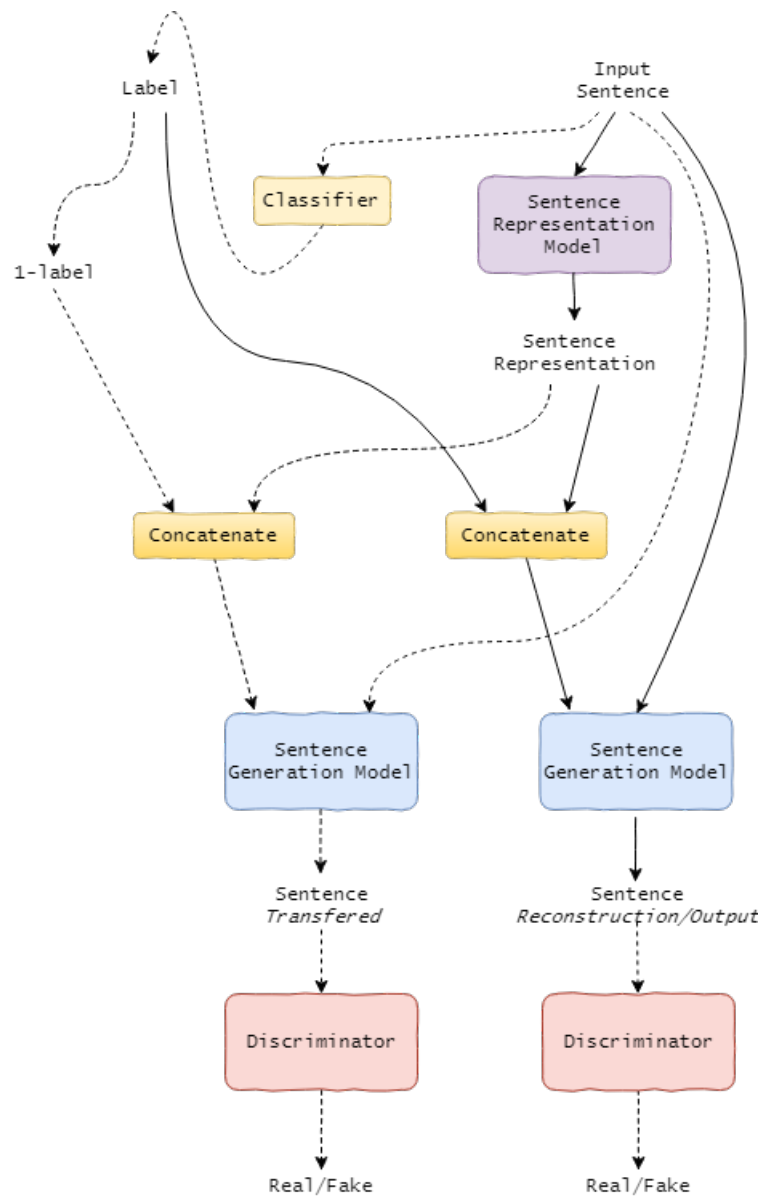 Label
Input
Sentence
Classifier
Sentence
Representation
Model
1-label
Sentence
Representation
Concatenate
Concatenate
Sentence
Generation Model
Sentence
Generation Model
Sentence
Transfered
Sentence
Reconstruction/Output
Discriminator
Discriminator
Real/Fake
Real/Fake